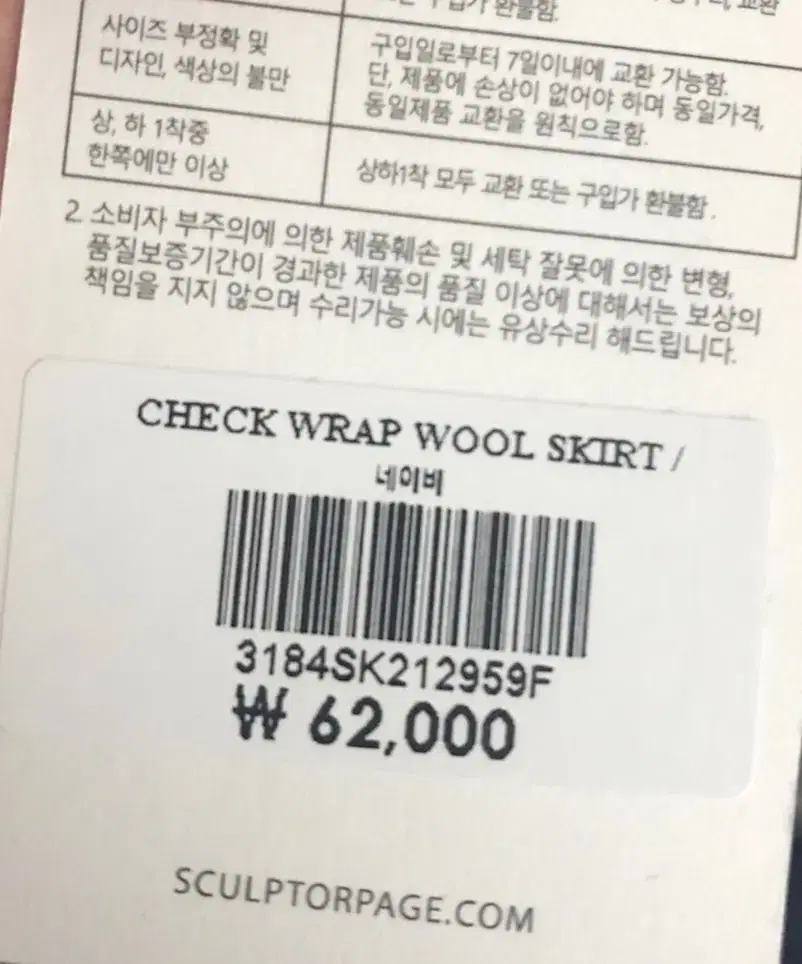 구입가 환불함.
사이즈 부정확 및
디자인, 색상의 불만
구입일로부터 7일이내에 교환 가능함.
단, 제품에 손상이 없어야 하며 동일가격,
동일제품 교환을 원칙으로함.
상, 하 1착중
한쪽에만 이상
상하1착 모두 교환 또는 구입가 환불함.
2. 소비자 부주의에 의한 제품훼손 및 세탁 잘못에 의한 변형,
품질보증기간이 경과한 제품의 품질 이상에 대해서는 보상의
책임을 지지 않으며 수리가능 시에는 유상수리 해드립니다.
CHECK WRAP WOOL SKIRT /
네이비
3184SK212959F
₩ 62,000
SCULPTORPAGE.COM